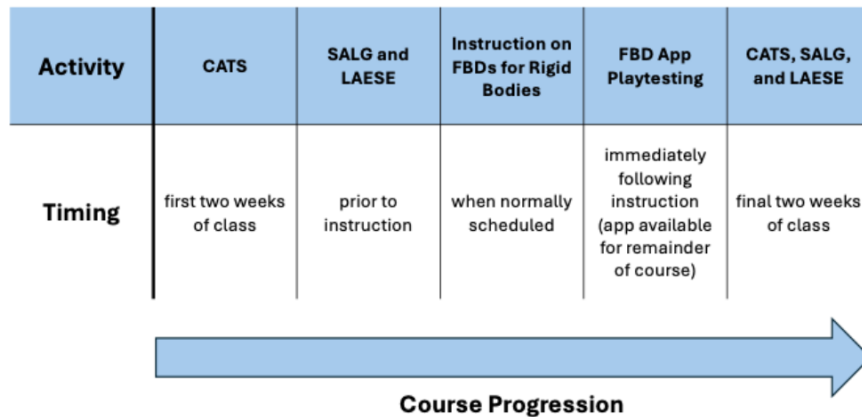 Activity
CATS
SALG and
LAESE
Instruction on
FBDs for Rigid
Bodies
FBD App
Playtesting
CATS, SALG,
and LAESE
Timing
first two weeks
of class
prior to
instruction
when normally
scheduled
immediately
following
instruction
(app available
for remainder
of course)
final two weeks
of class
Course Progression